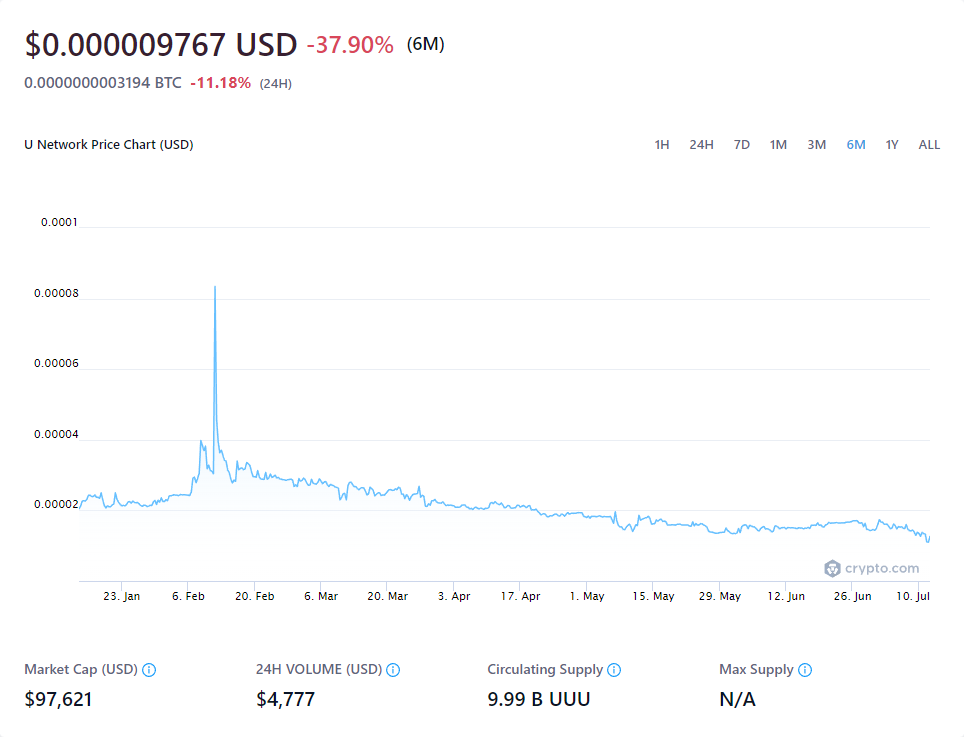 $0.000009767 USD -37.90% (6M)
0.0000000003194 BTC -11.18% (24H)
U Network Price Chart (USD) 1H 24H 7D 1M 3M 6M 1Y ALL
0.0001
0.00008
0.00006
0.00004
0.00002
crypto.com
23. Jan 6. Feb 20. Feb 6. Mar 20. Mar 3. Apr 17. Apr 1. May 15. May 29. May 12. Jun 26. Jun 10. Jul
Market Cap (USD) 24H VOLUME (USD) Circulating Supply Max Supply
$97,621 $4,777 9.99 B UUU N/A